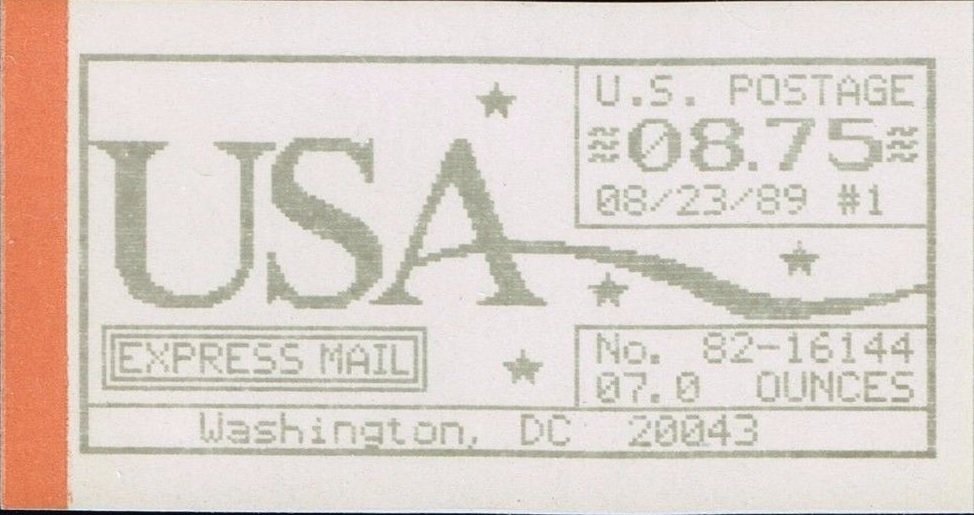 USA
U.S. POSTAGE
≈08.75≈
08/23/89 #1
EXPRESS MAIL
No. 82-16144
07.0 OUNCES
Washington, DC 20043